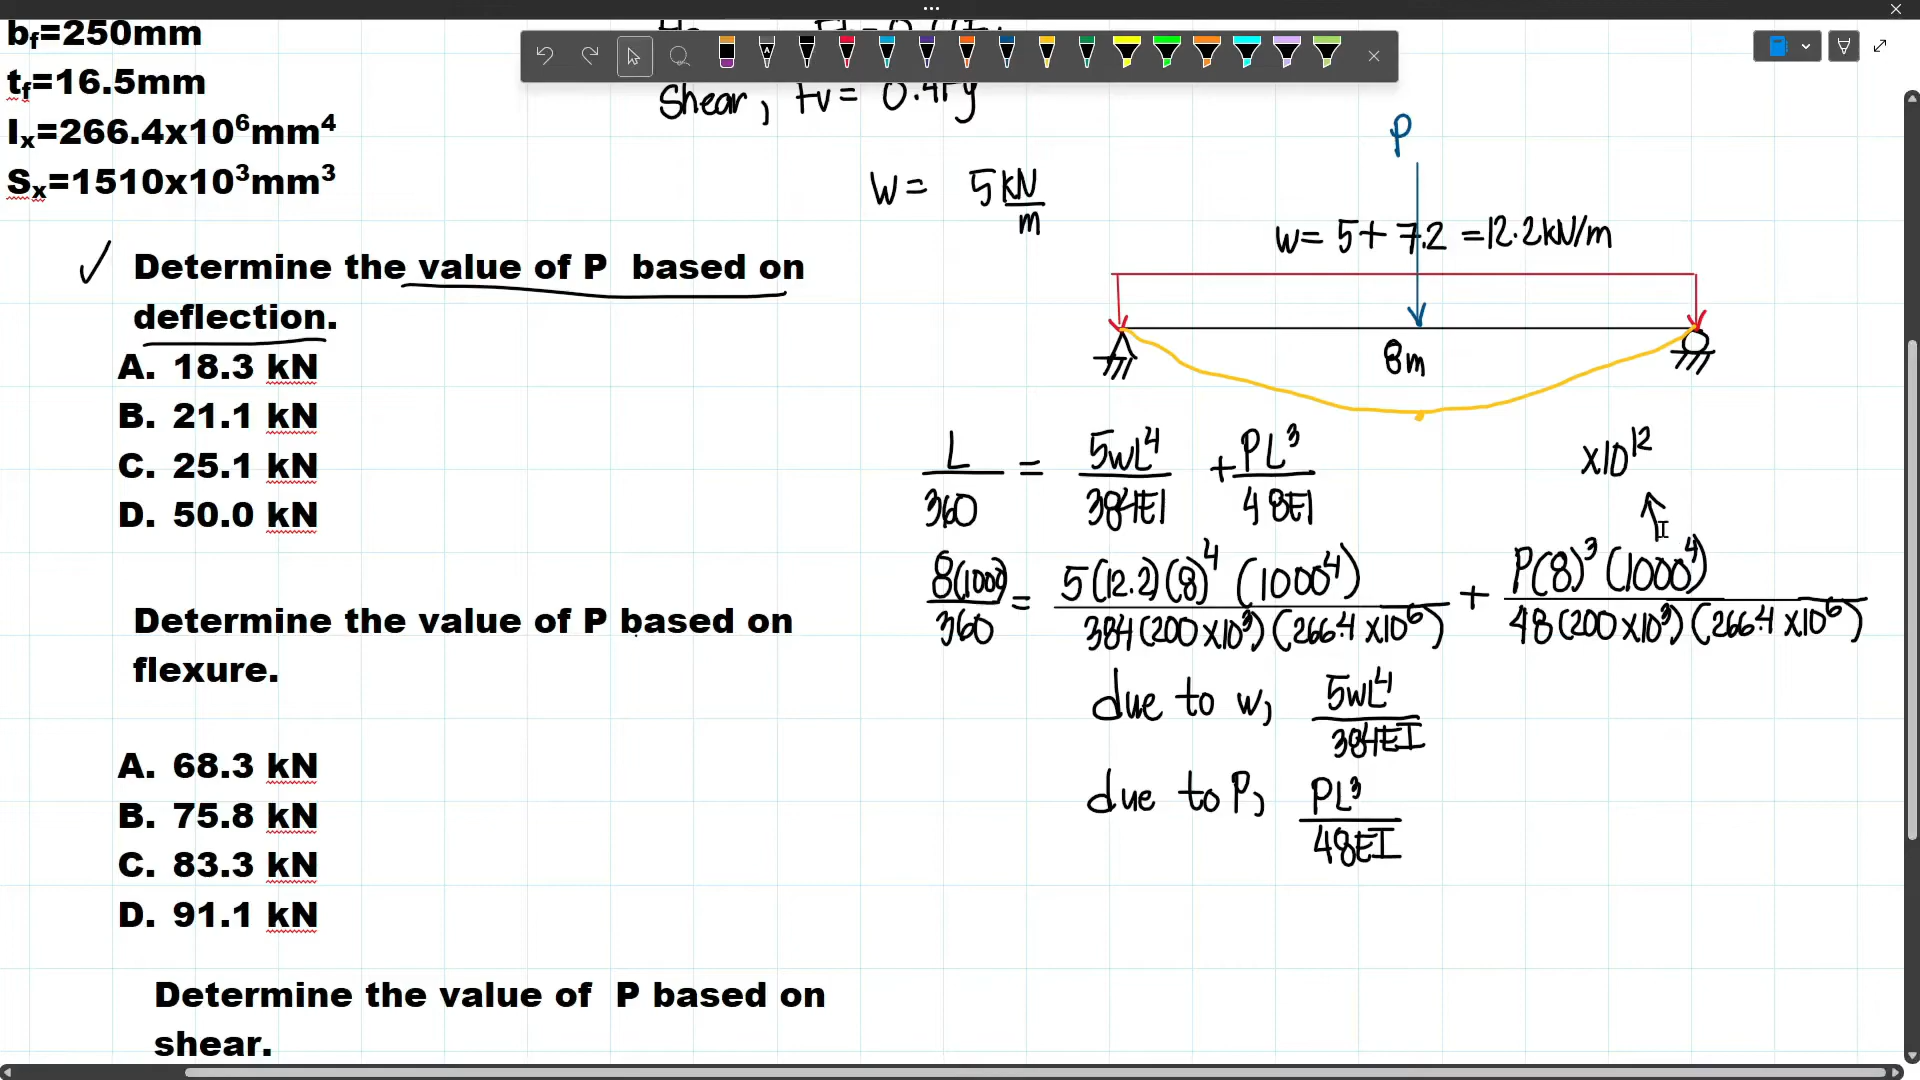 bf=250mm
tf=16.5mm
Ix=266.4x10⁶mm⁴
Sx=1510x10³mm³
Shear, Fv= 0.4Fy
W= 5 kN/m
P
w= 5+ 7.2 =12.2kN/m
8m
Determine the value of P based on
deflection.
A. 18.3 kN
B. 21.1 kN
C. 25.1 kN
D. 50.0 kN
L/360 = 5wL⁴/384EI + PL³/48EI
x10¹²
8(1000)/360 = 5(12.2)(8)⁴(1000⁴)/384(200x10³)(266.4x10⁶) + P(8)³(1000⁴)/48(200x10³)(266.4x10⁶)
due to w, 5wL⁴/384EI
due to P, PL³/48EI
Determine the value of P based on
flexure.
A. 68.3 kN
B. 75.8 kN
C. 83.3 kN
D. 91.1 kN
Determine the value of P based on
shear.